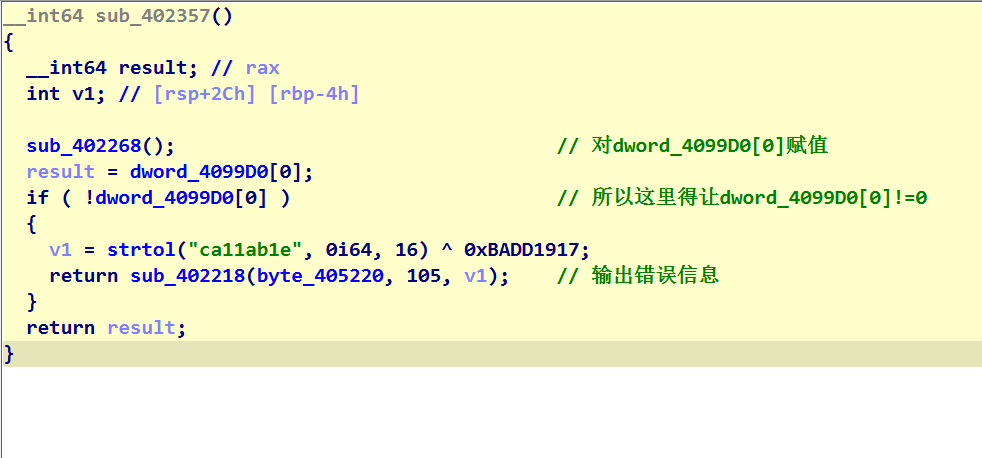 __int64 sub_402357()
{
  __int64 result; // rax
  int v1; // [rsp+2Ch] [rbp-4h]

  sub_402268();                                 // 对dword_4099D0[0]赋值
  result = dword_4099D0[0];
  if ( !dword_4099D0[0] )                       // 所以这里得让dword_4099D0[0]!=0
  {
    v1 = strtol("ca11ab1e", 0i64, 16) ^ 0xBADD1917;
    return sub_402218(byte_405220, 105, v1);    // 输出错误信息
  }
  return result;
}